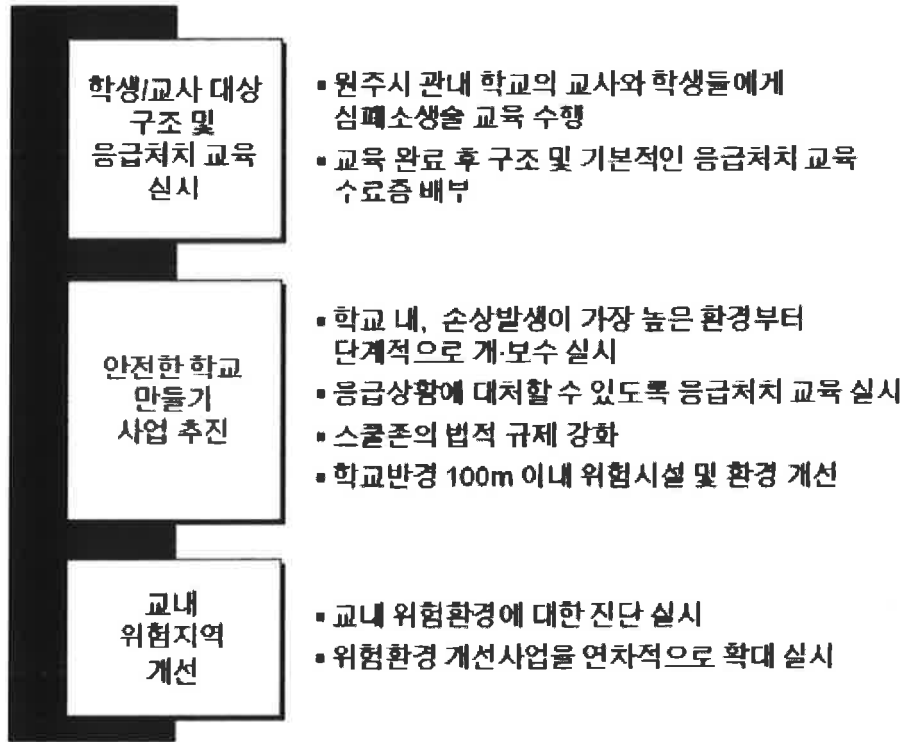 학생/교사 대상
구조 및
응급처치 교육
실시
▪ 원주시 관내 학교의 교사와 학생들에게
심폐소생술 교육 수행
▪ 교육 완료 후 구조 및 기본적인 응급처치 교육
수료증 배부
안전한 학교
만들기
사업 추진
▪ 학교 내, 손상발생이 가장 높은 환경부터
단계적으로 개·보수 실시
▪ 응급상황에 대처할 수 있도록 응급처치 교육 실시
▪ 스쿨존의 법적 규제 강화
▪ 학교반경 100m 이내 위험시설 및 환경 개선
교내
위험지역
개선
▪ 교내 위험환경에 대한 진단 실시
▪ 위험환경 개선사업을 연차적으로 확대 실시